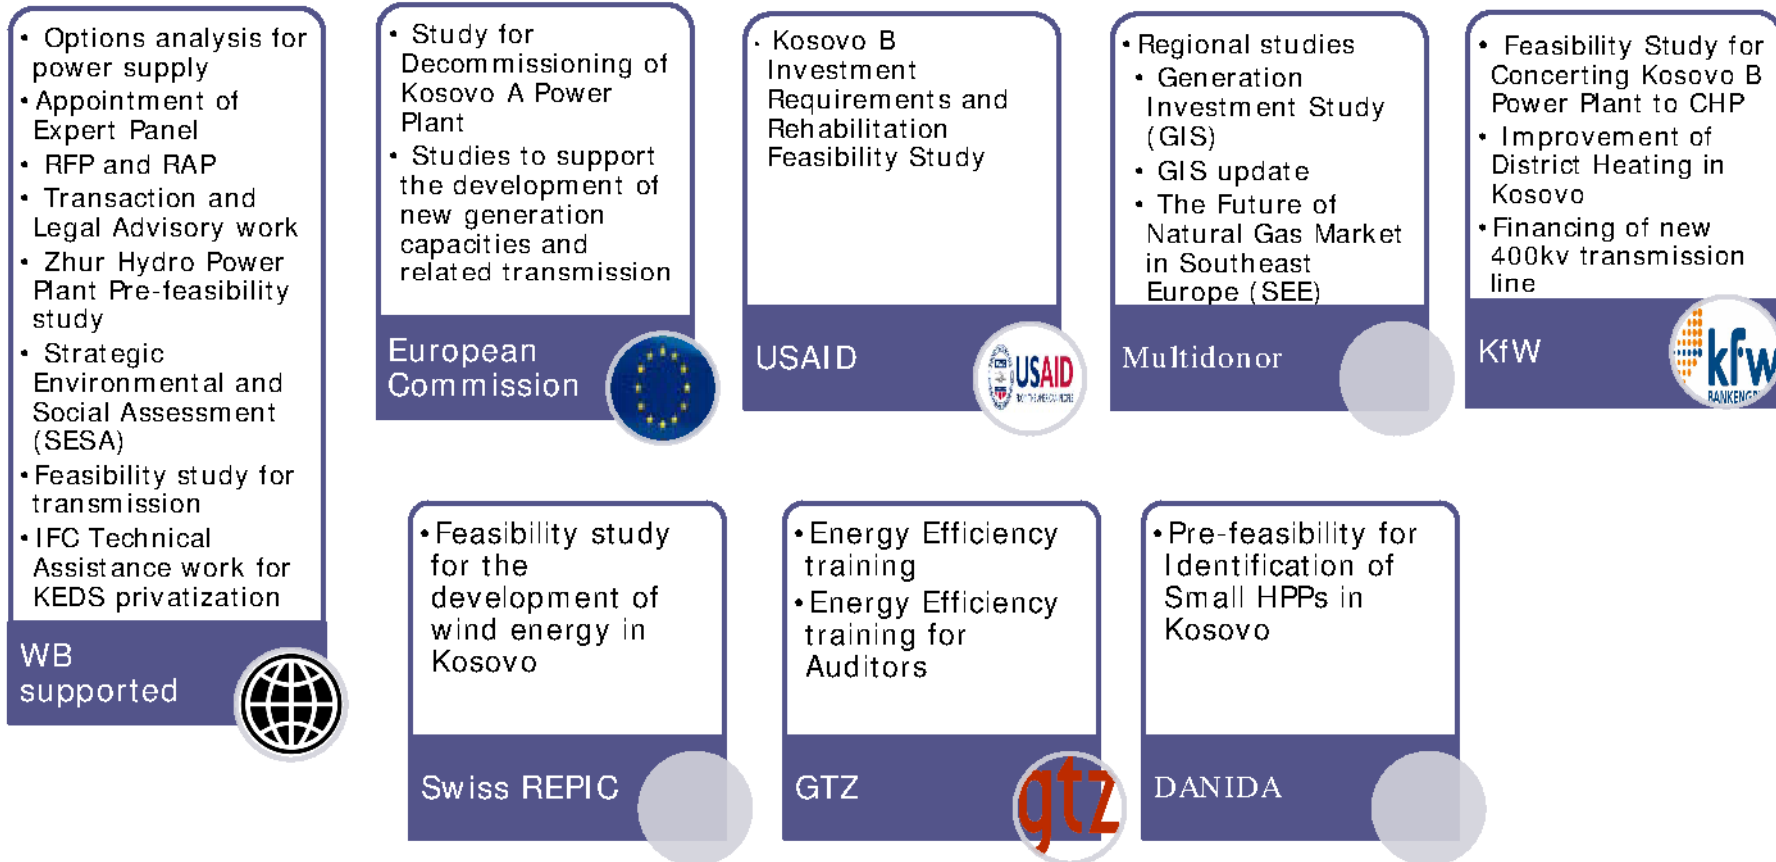 • Options analysis for
power supply
• Appointment of
Expert Panel
• RFP and RAP
• Transaction and
Legal Advisory work
• Zhur Hydro Power
Plant Pre-feasibility
study
• Strategic
Environmental and
Social Assessment
(SESA)
• Feasibility study for
transmission
• IFC Technical
Assistance work for
KEDS privatization
WB
supported
• Study for
Decommissioning of
Kosovo A Power
Plant
• Studies to support
the development of
new generation
capacities and
related transmission
European
Commission
• Kosovo B
Investment
Requirements and
Rehabilitation
Feasibility Study
USAID
USAID
FROM THE AMERICAN PEOPLE
• Regional studies
• Generation
Investment Study
(GIS)
• GIS update
• The Future of
Natural Gas Market
in Southeast
Europe (SEE)
Multidonor
• Feasibility Study for
Concerting Kosovo B
Power Plant to CHP
• Improvement of
District Heating in
Kosovo
• Financing of new
400kv transmission
line
KfW
kfw
BANKENGR
• Feasibility study
for the
development of
wind energy in
Kosovo
Swiss REPIC
• Energy Efficiency
training
• Energy Efficiency
training for
Auditors
GTZ
gtz
• Pre-feasibility for
Identification of
Small HPPs in
Kosovo
DANIDA